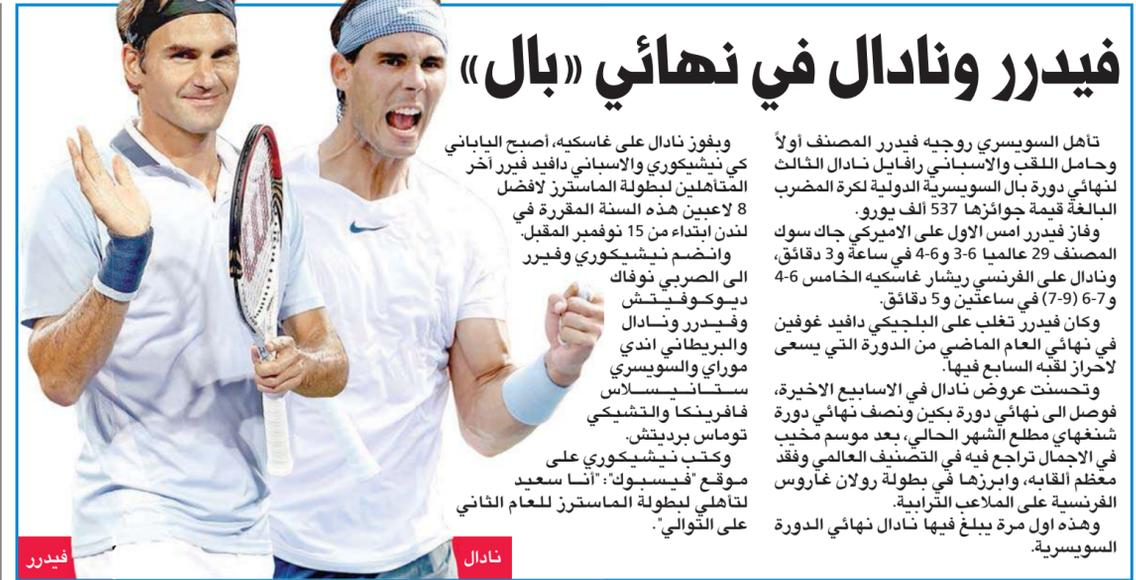 فيدرر ونادال في نهائي «بال»
تأهل السويسري روجيه فيدرر المصنف أولاً
وحامل اللقب والاسباني رافايل نادال الثالث
لنهائي دورة بال السويسرية الدولية لكرة المضرب
البالغة قيمة جوائزها 537 ألف يورو.
وفاز فيدرر امس الاول على الاميركي جاك سوك
المصنف 29 عالميا 6-3 و6-4 في ساعة و3 دقائق،
ونادال على الفرنسي ريشار غاسكيه الخامس 6-4
و7-6 (9-7) في ساعتين و5 دقائق.
وكان فيدرر تغلب على البلجيكي دافيد غوفين
في نهائي العام الماضي من الدورة التي يسعى
لاحراز لقبه السابع فيها.
وتحسنت عروض نادال في الاسابيع الاخيرة،
فوصل الى نهائي دورة بكين ونصف نهائي دورة
شنغهاي مطلع الشهر الحالي، بعد موسم مخيب
في الاجمال تراجع فيه في التصنيف العالمي وفقد
معظم ألقابه، وابرزها في بطولة رولان غاروس
الفرنسية على الملاعب الترابية.
وهذه اول مرة يبلغ فيها نادال نهائي الدورة
السويسرية.
وبفوز نادال على غاسكيه، أصبح الياباني
كي نيشيكوري والاسباني دافيد فيرر آخر
المتأهلين لبطولة الماسترز لافضل
8 لاعبين هذه السنة المقررة في
لندن ابتداء من 15 نوفمبر المقبل.
وانضم نيشيكوري وفيرر
الى الصربي نوفاك
ديوكوفيتش
وفيدرر ونادال
والبريطاني اندي
موراي والسويسري
ستانيسلاس
فافرينكا والتشيكي
توماس برديتش.
وكتب نيشيكوري على
موقع "فيسبوك": "أنا سعيد
لتأهلي لبطولة الماسترز للعام الثاني
على التوالي".
نادال
فيدرر